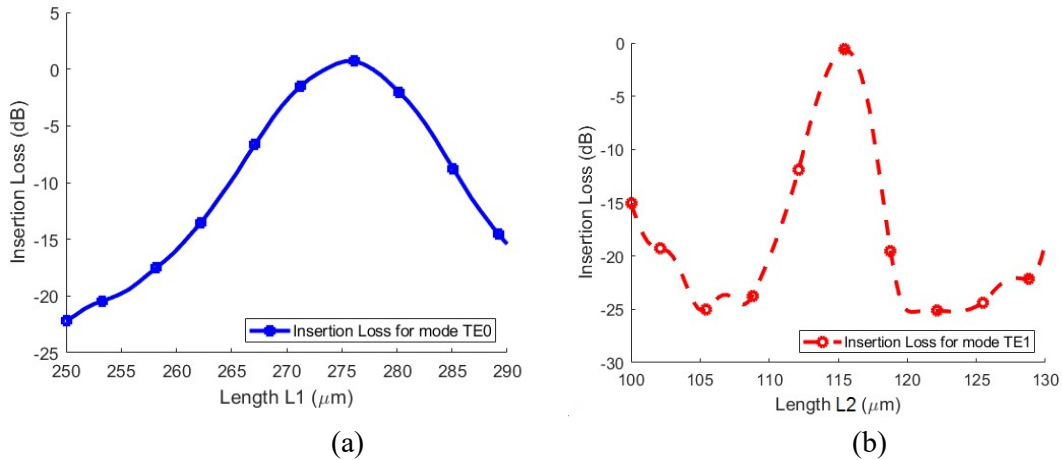 5
0
-5
-10
-15
-20
-25
Insertion Loss (dB)
Insertion Loss for mode TE0
250 255 260 265 270 275 280 285 290
Length L1 (μm)
(a)
0
-5
-10
-15
-20
-25
-30
Insertion Loss (dB)
Insertion Loss for mode TE1
100 105 110 115 120 125 130
Length L2 (μm)
(b)